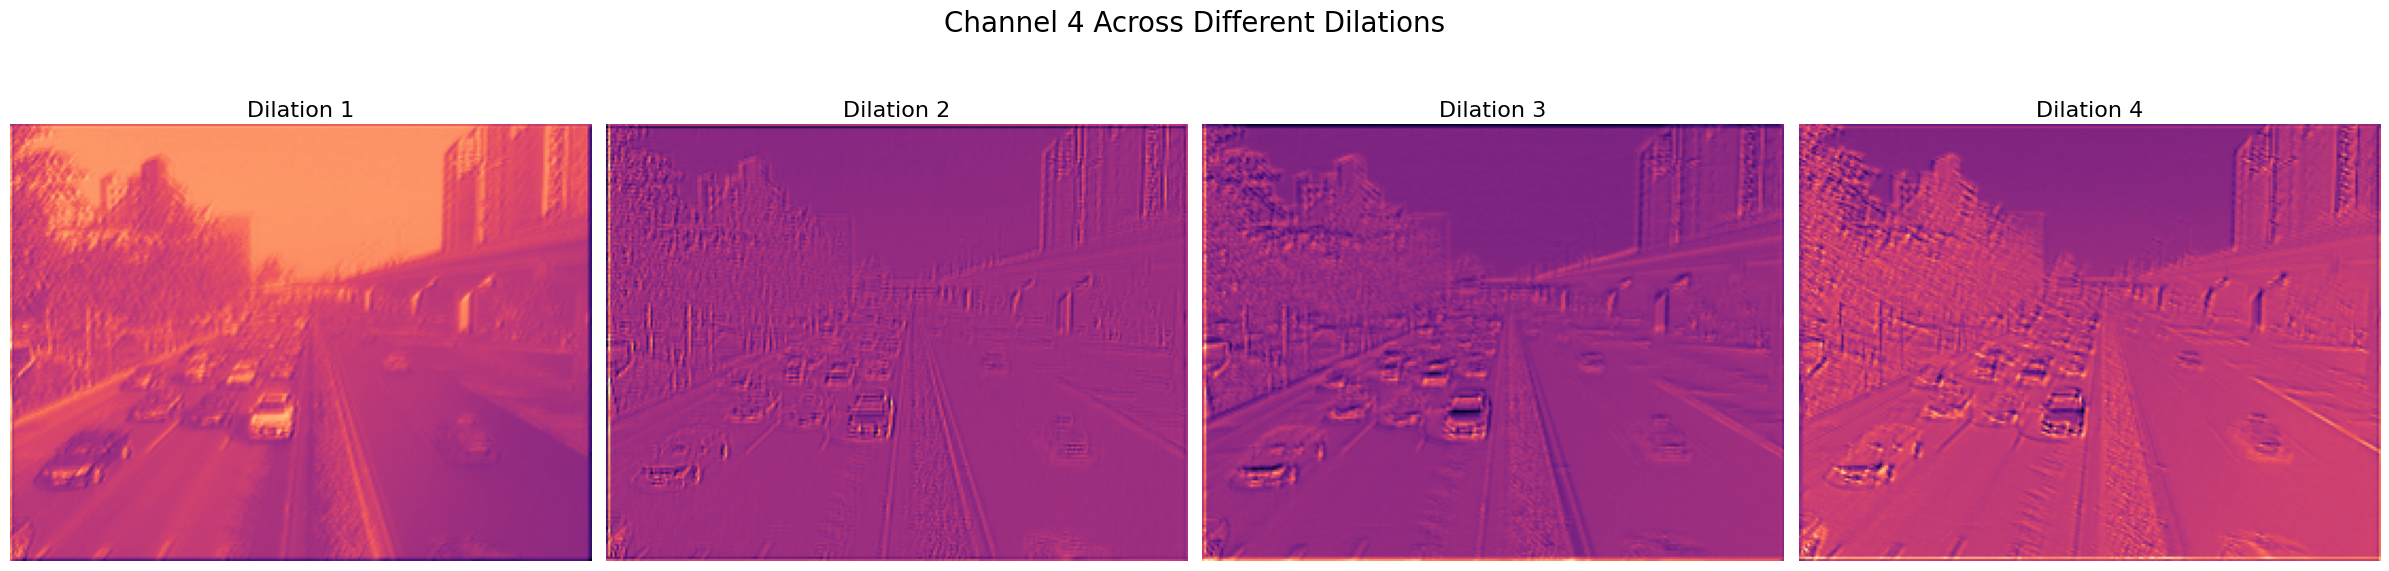 Channel 4 Across Different Dilations
Dilation 1
Dilation 2
Dilation 3
Dilation 4